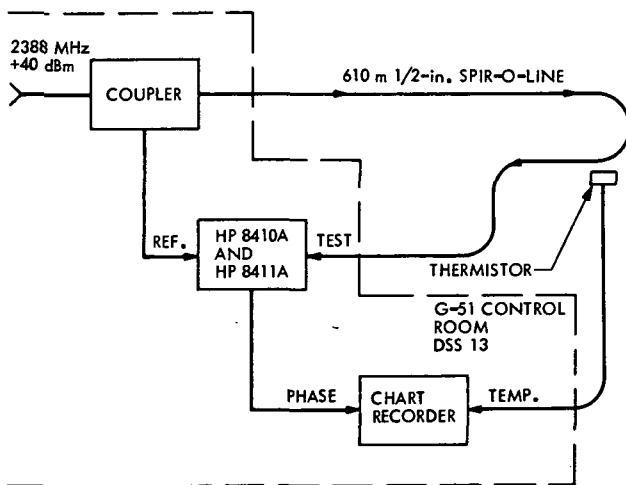 2388 MHz
+40 dBm
COUPLER
610 m 1/2-in. SPIR-O-LINE
REF.
HP 8410A
AND
HP 8411A
TEST
THERMISTOR
G-51 CONTROL
ROOM
DSS 13
PHASE
CHART
RECORDER
TEMP.